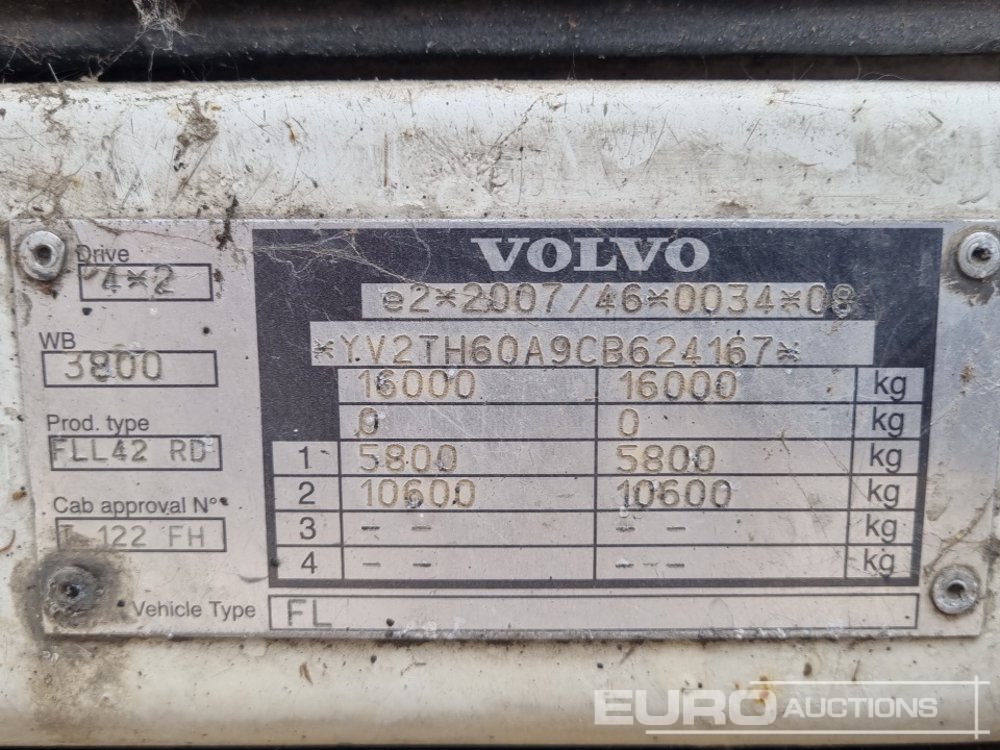 Drive
4*2
WB
3800
Prod. type
FLL42 RD
Cab approval N°
122 FH
VOLVO
e2*2007/46*0034*08
*YV2TH60A9CB624167*
16000 16000 kg
0 0 kg
1 5800 5800 kg
2 10600 10600 kg
3 - - - - kg
4 - - - - kg
Vehicle Type FL
EURO AUCTIONS